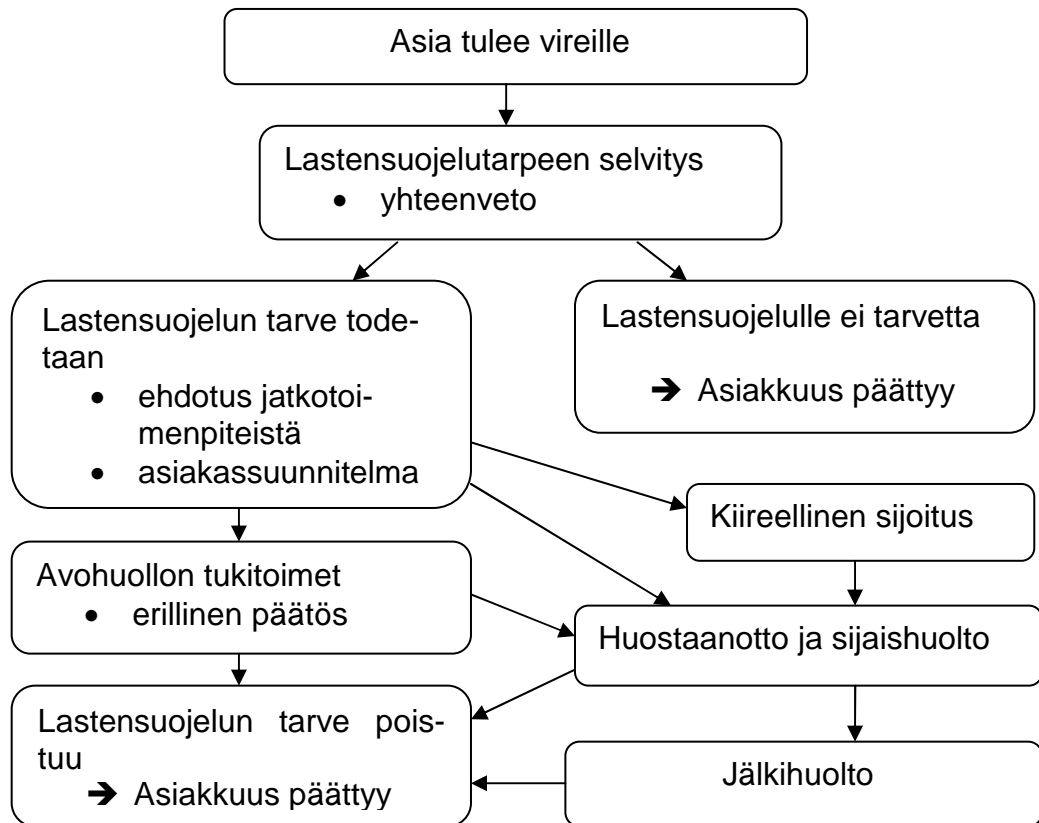 Asia tulee vireille
Lastensuojelutarpeen selvitys
• yhteenveto
Lastensuojelun tarve tode-
taan
• ehdotus jatkotoi-
menpiteistä
• asiakassuunnitelma
Lastensuojelulle ei tarvetta
➔ Asiakkuus päättyy
Kiireellinen sijoitus
Avohuollon tukitoimet
• erillinen päätös
Huostaanotto ja sijaishuolto
Lastensuojelun tarve pois-
tuu
➔ Asiakkuus päättyy
Jälkihuolto